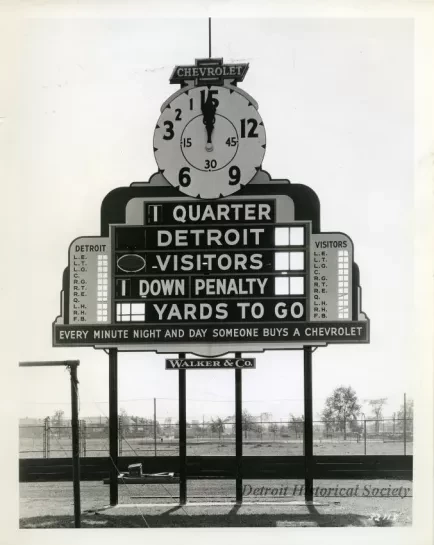 CHEVROLET
15
1
2
3
12
15
45
30
6
9
1 QUARTER
DETROIT
VISITORS
1 DOWN PENALTY
YARDS TO GO
DETROIT
L.E.
L.T.
L.G.
C.
R.G.
R.T.
R.E.
Q.
L.H.
R.H.
F.B.
VISITORS
L.E.
L.T.
L.G.
C.
R.G.
R.T.
R.E.
Q.
L.H.
R.H.
F.B.
EVERY MINUTE NIGHT AND DAY SOMEONE BUYS A CHEVROLET
WALKER & CO.
Detroit Historical Society